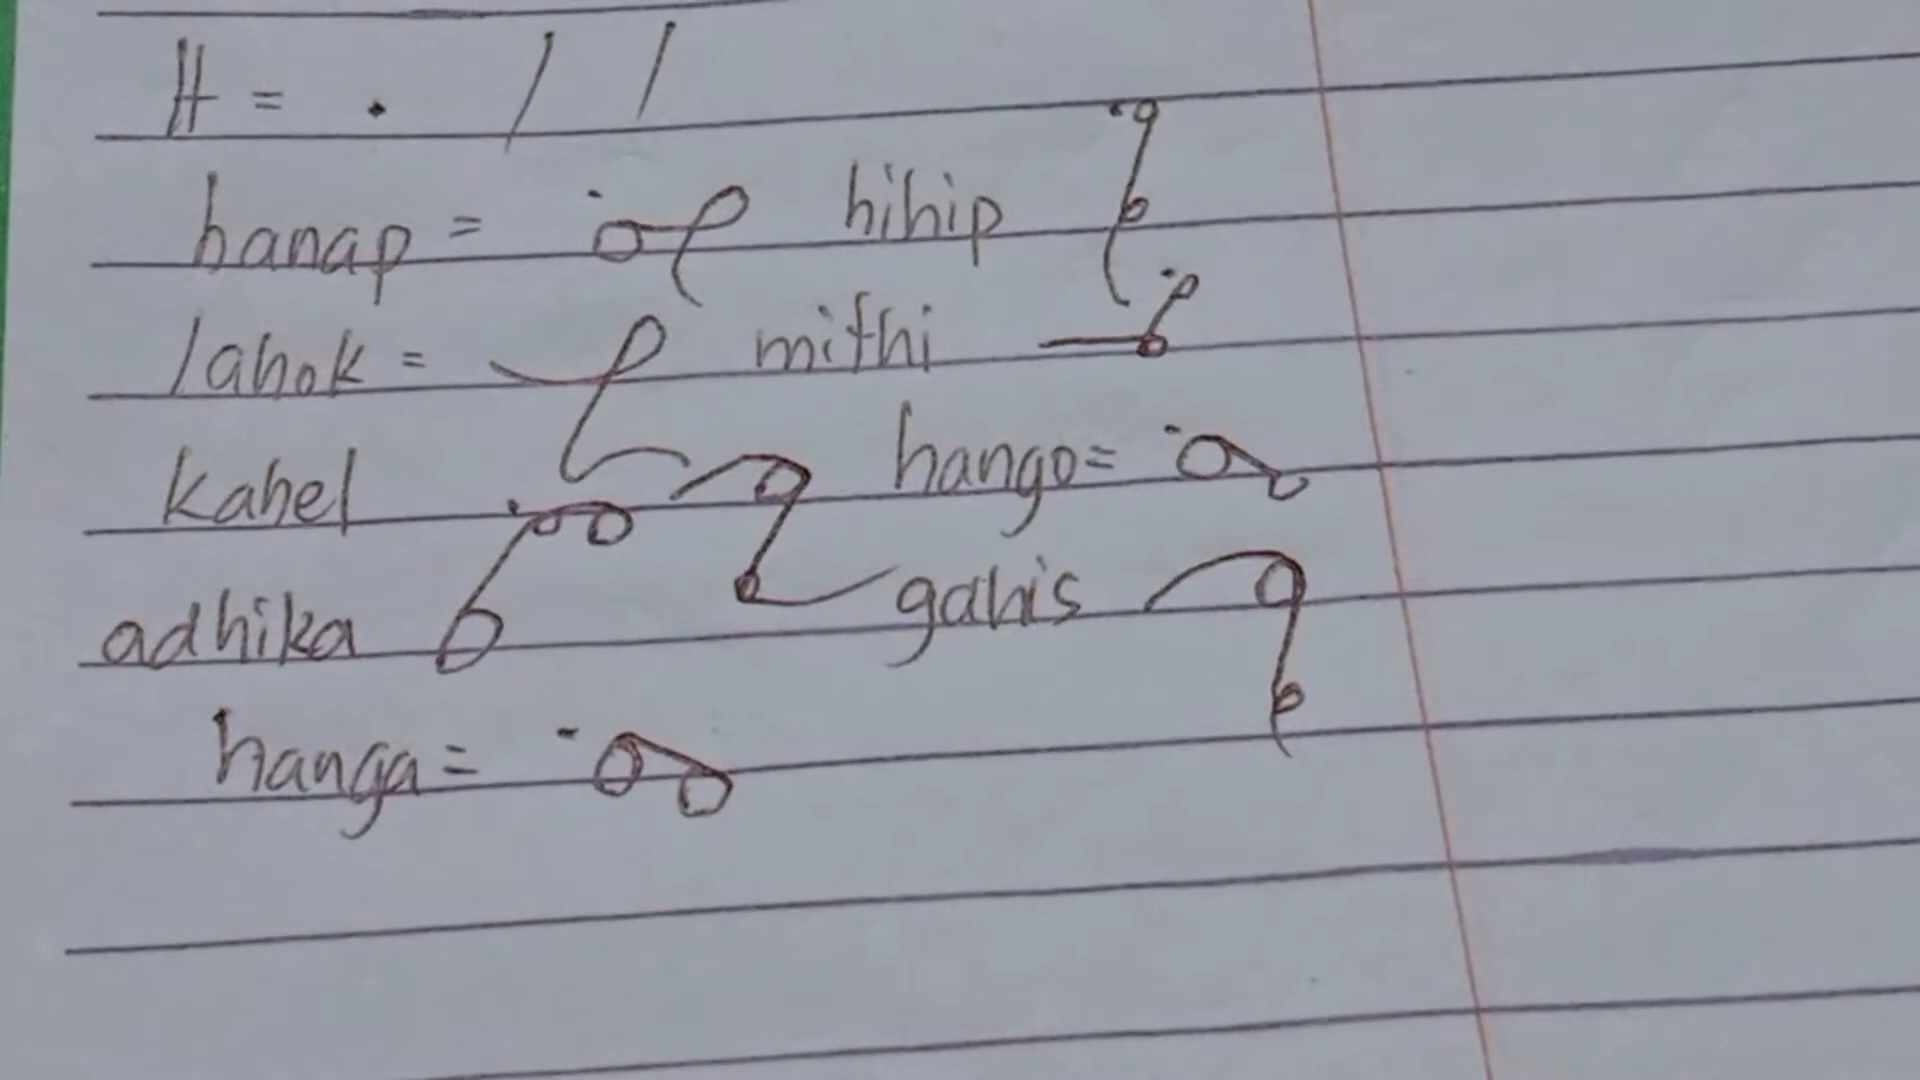 H = . / /
hanap = hihip
lahok = mithi
kahel hango=
adhika gahis
hanga =